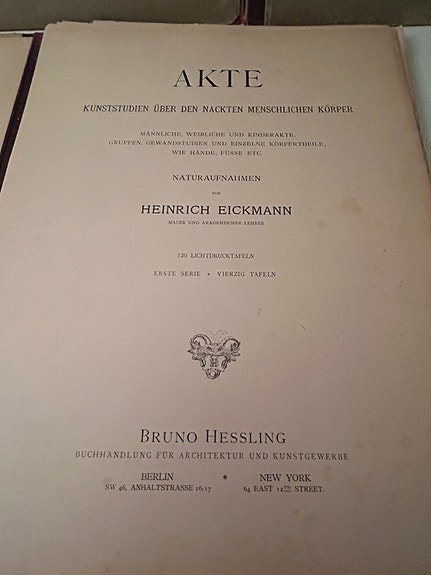 AKTE
KUNSTSTUDIEN ÜBER DEN NACKTEN MENSCHLICHEN KÖRPER
MÄNNLICHE, WEIBLICHE UND KINDERAKTE,
GRUPPEN, GEWANDSTUDIEN UND EINZELNE KÖRPERTHEILE,
WIE HÄNDE, FÜSSE ETC.
NATURAUFNAHMEN
VON
HEINRICH EICKMANN
MALER UND AKADEMISCHER LEHRER
120 LICHTDRUCKTAFELN
ERSTE SERIE * VIERZIG TAFELN
H
BRUNO HESSLING
BUCHHANDLUNG FÜR ARCHITEKTUR UND KUNSTGEWERBE
BERLIN * NEW YORK
SW 46, ANHALTSTRASSE 16/17 64 EAST 12TH STREET.